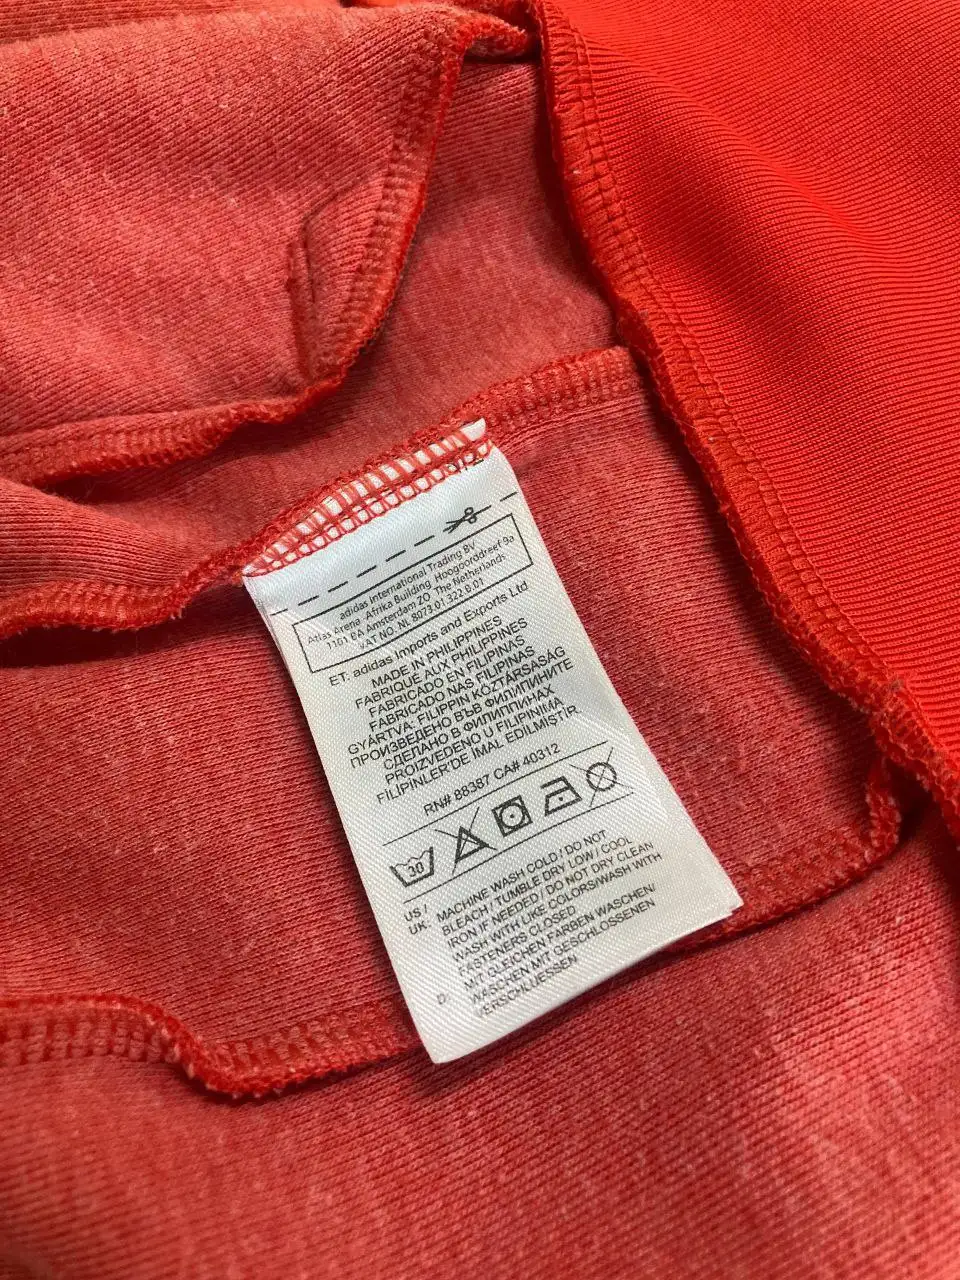 adidas International Trading BV
Atlas Arena ,Afrika Building ,Hoogoorddreef 9a
1101 BA Amsterdam ZO The Netherlands
VAT NO. NL 8073.01.322.B.01
ET: adidas Imports and Exports Ltd
MADE IN PHILIPPINES
FABRIQUÉ AUX PHILIPPINES
FABRICADO EN FILIPINAS
FABRICADO NAS FILIPINAS
GYÁRTVA: FILIPPIN KÖZTÁRSASÁG
ПРОИЗВЕДЕНО ВЪВ ФИЛИПИНИТЕ
СДЕЛАНО В ФИЛИППИНАХ
PROIZVEDENO U FILIPINIMA
FİLİPİNLER'DE İMAL EDİLMİŞTİR.
RN# 88387 CA# 40312
30
US / UK: MACHINE WASH COLD / DO NOT
BLEACH / TUMBLE DRY LOW / COOL
IRON IF NEEDED / DO NOT DRY CLEAN
WASH WITH LIKE COLORS/WASH WITH
FASTENERS CLOSED
D: MIT GLEICHEN FARBEN WASCHEN/
WASCHEN MIT GESCHLOSSENEN
VERSCHLUESSEN